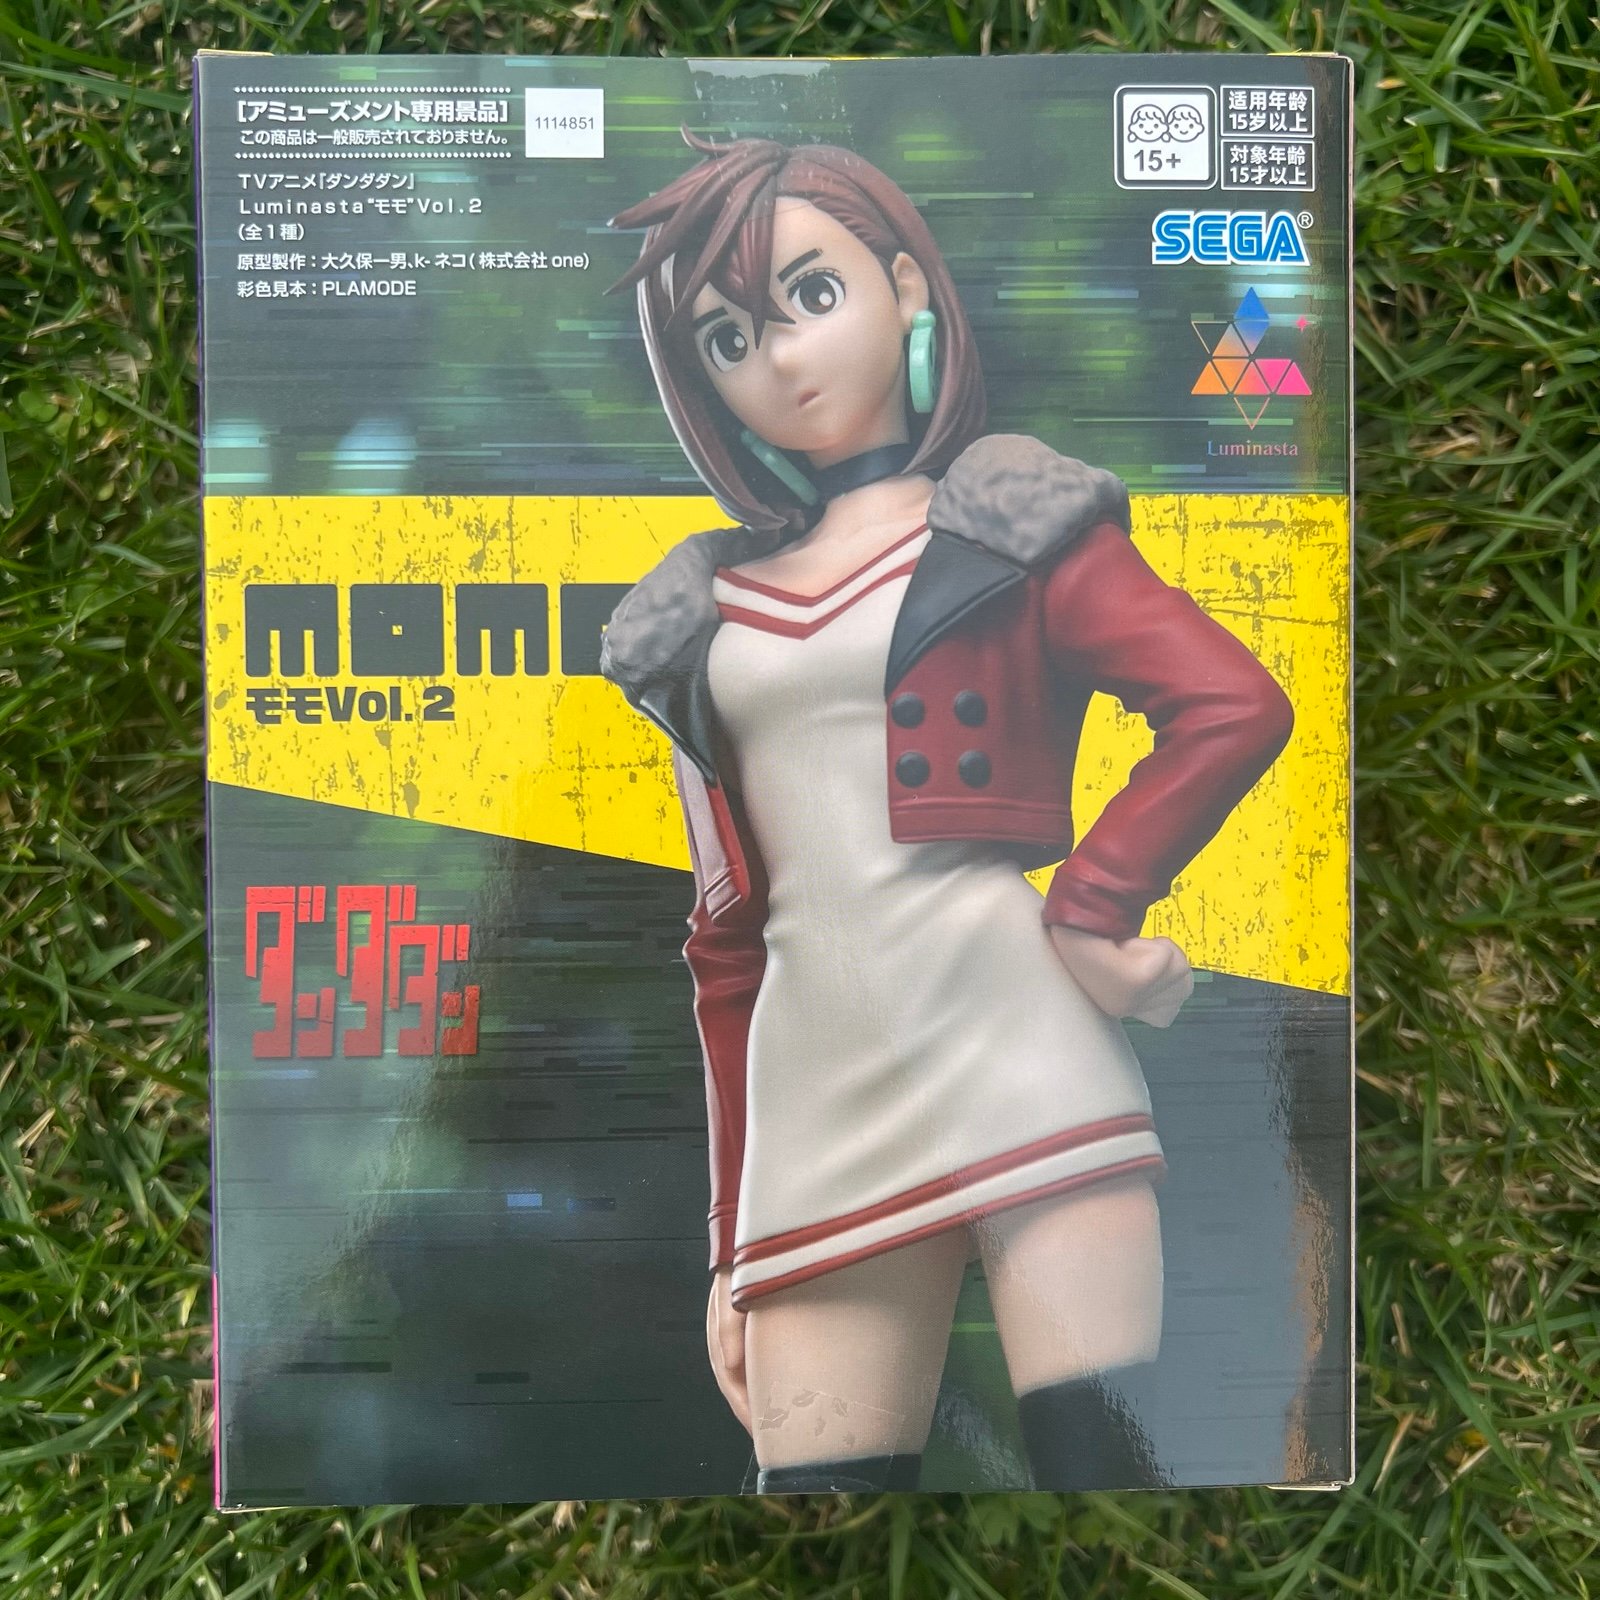 [アミューズメント専用景品]
この商品は一般販売されておりません。
1114851
TVアニメ『ダンダダン』
Luminasta“モモ”Vol.2
(全1種)
原型製作：大久保一男、k-ネコ(株式会社one)
彩色見本：PLAMODE
15+
适用年龄
15岁以上
対象年齢
15才以上
SEGA®
Luminasta
mom
モモVol.2
ダンダダン